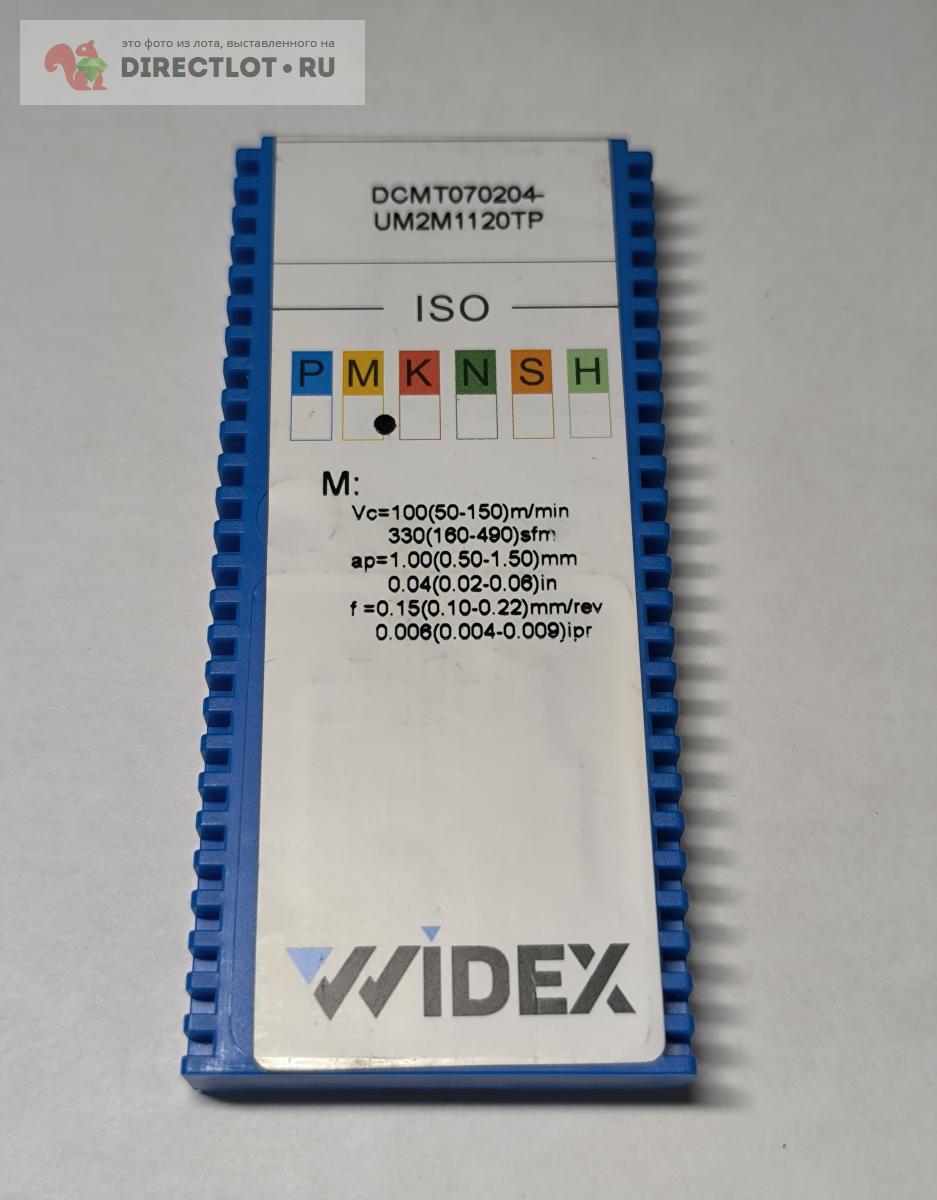 это фото из лота, выставленного на
DIRECTLOT•RU
DCMT070204-
UM2M1120TP
ISO
P M K N S H
M:
Vc=100(50-150)m/min
330(160-490)sfm
ap=1.00(0.50-1.50)mm
0.04(0.02-0.06)in
f =0.15(0.10-0.22)mm/rev
0.006(0.004-0.009)ipr
WIDEX